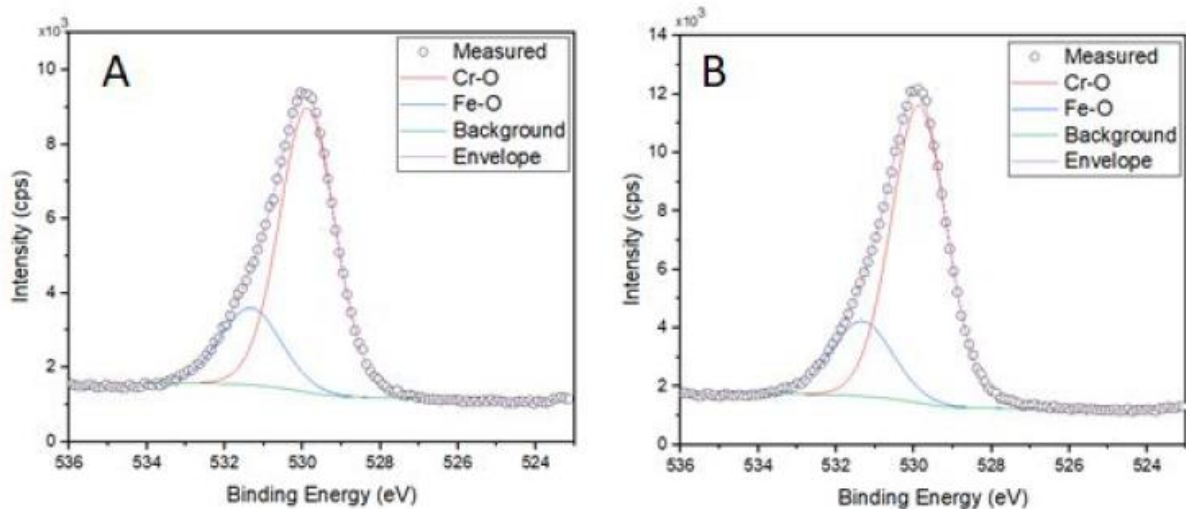 x10³
A
Measured
Cr-O
Fe-O
Background
Envelope
10
8
6
4
2
0
Intensity (cps)
536 534 532 530 528 526 524
Binding Energy (eV)
x10³
B
Measured
Cr-O
Fe-O
Background
Envelope
14
12
10
8
6
4
2
0
Intensity (cps)
536 534 532 530 528 526 524
Binding Energy (eV)